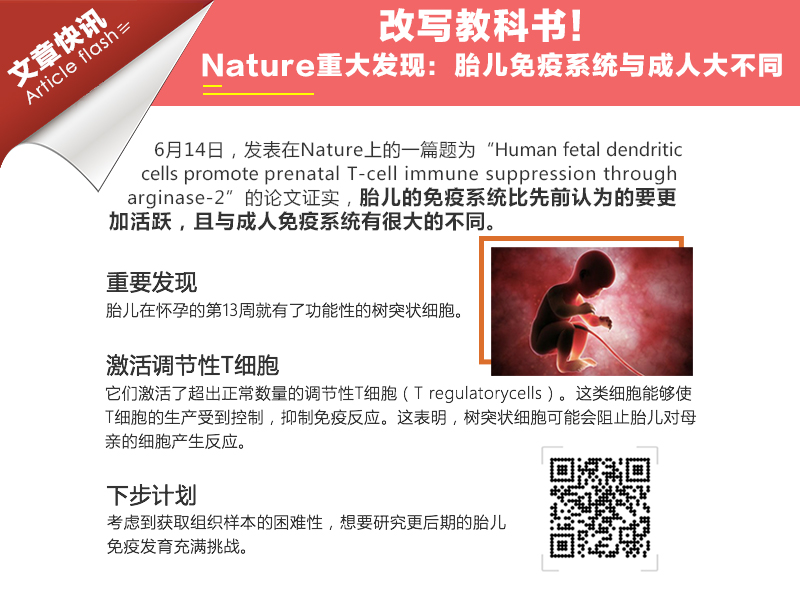 文章快讯
Article flash
改写教科书！
Nature重大发现：胎儿免疫系统与成人大不同
6月14日，发表在Nature上的一篇题为“Human fetal dendritic
cells promote prenatal T-cell immune suppression through
arginase-2”的论文证实，胎儿的免疫系统比先前认为的要更
加活跃，且与成人免疫系统有很大的不同。
重要发现
胎儿在怀孕的第13周就有了功能性的树突状细胞。
激活调节性T细胞
它们激活了超出正常数量的调节性T细胞（T regulatorycells）。这类细胞能够使
T细胞的生产受到控制，抑制免疫反应。这表明，树突状细胞可能会阻止胎儿对母
亲的细胞产生反应。
下步计划
考虑到获取组织样本的困难性，想要研究更后期的胎儿
免疫发育充满挑战。